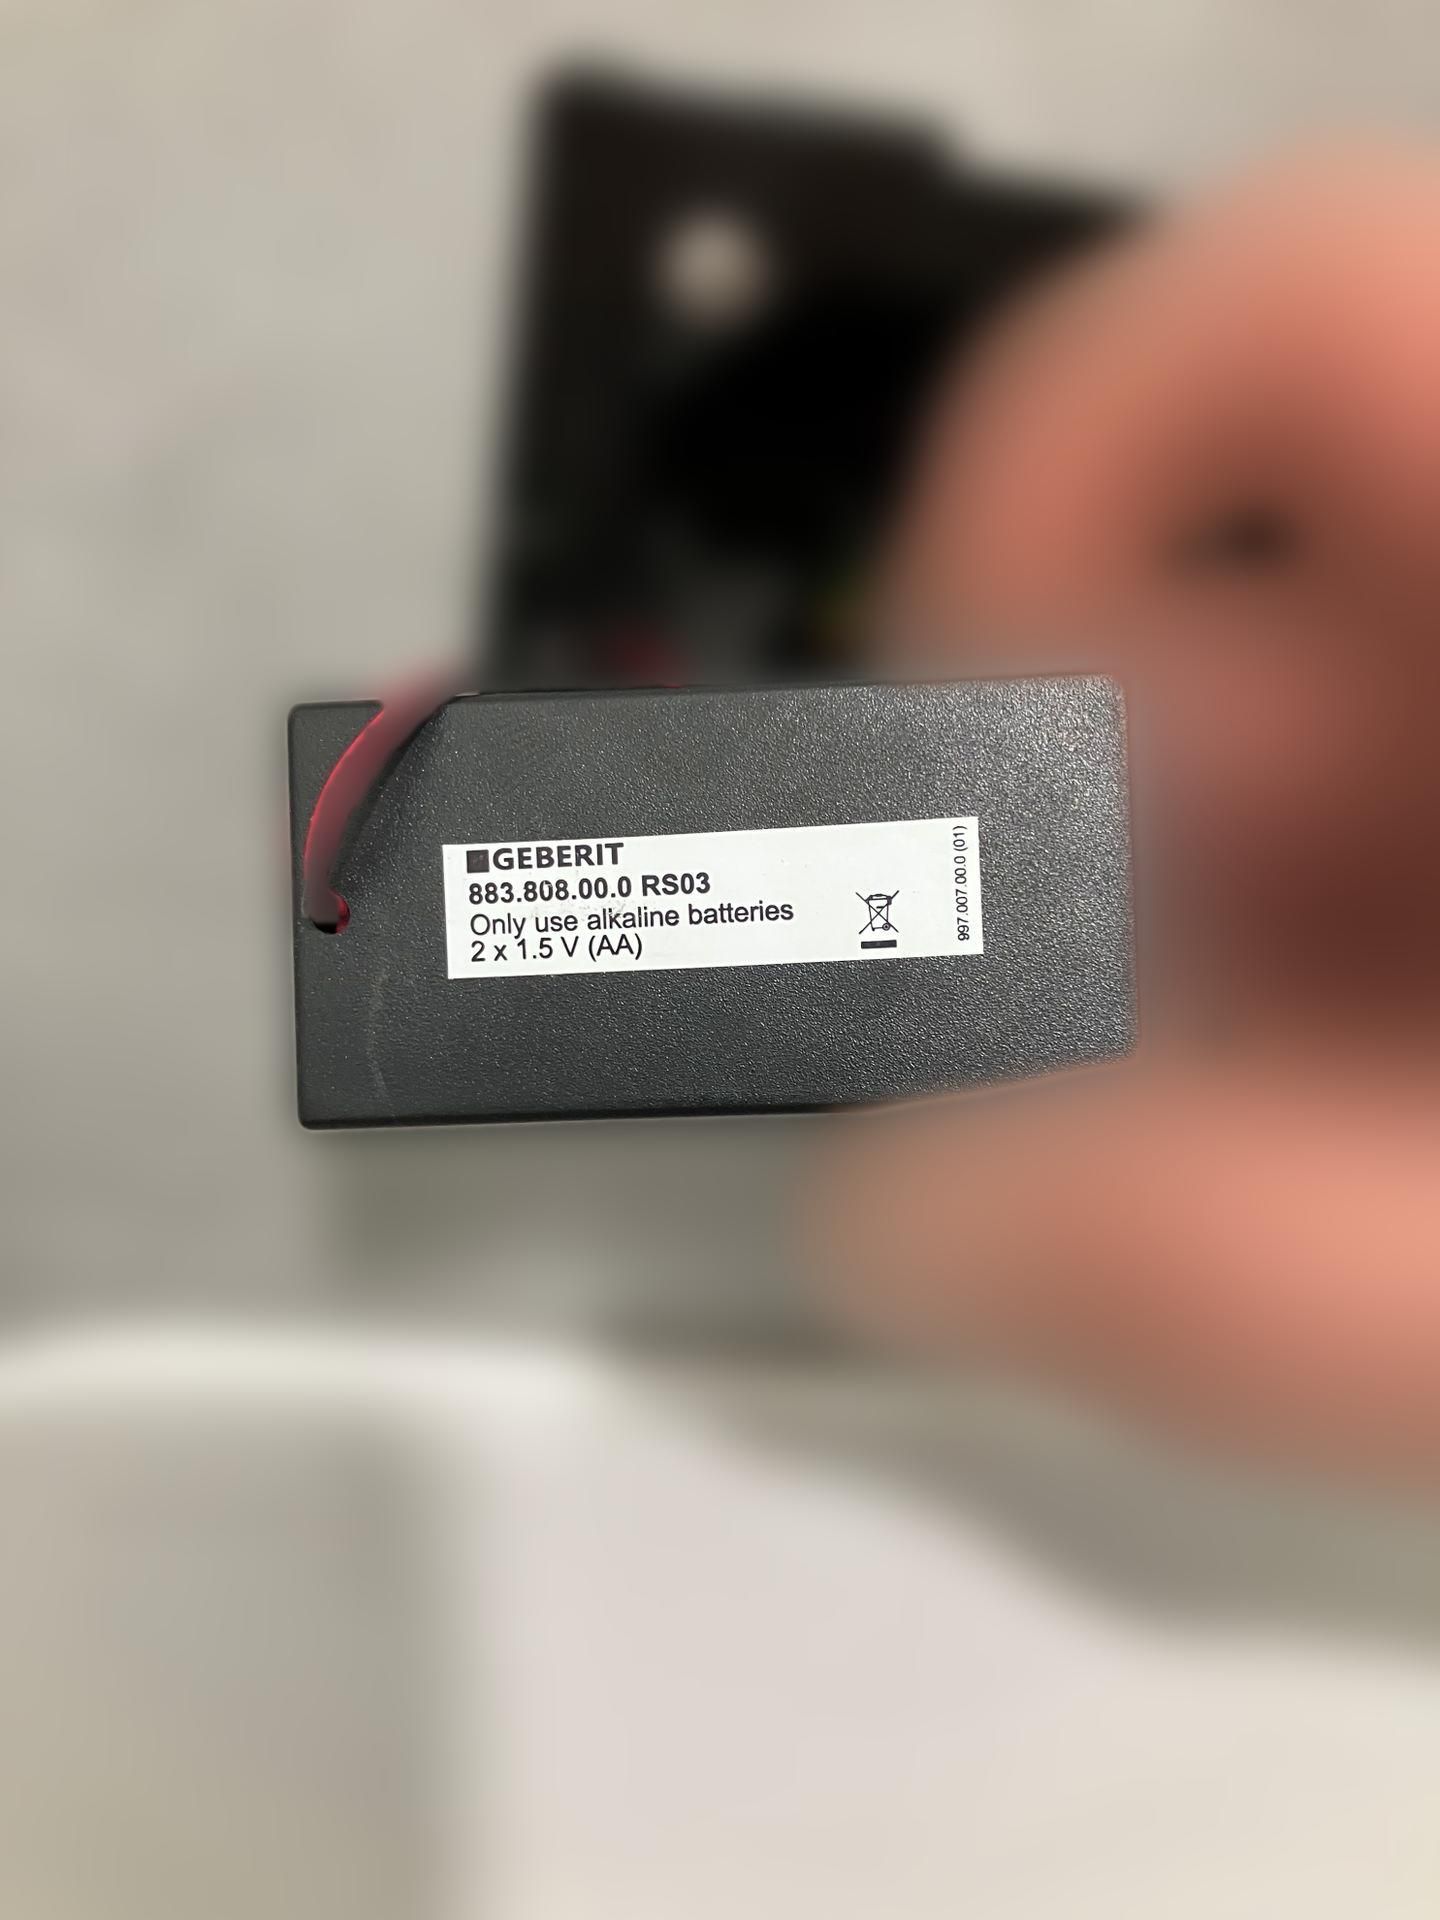 GEBERIT
883.808.00.0 RS03
Only use alkaline batteries
2 x 1.5 V (AA)
997.007.00.0 (01)